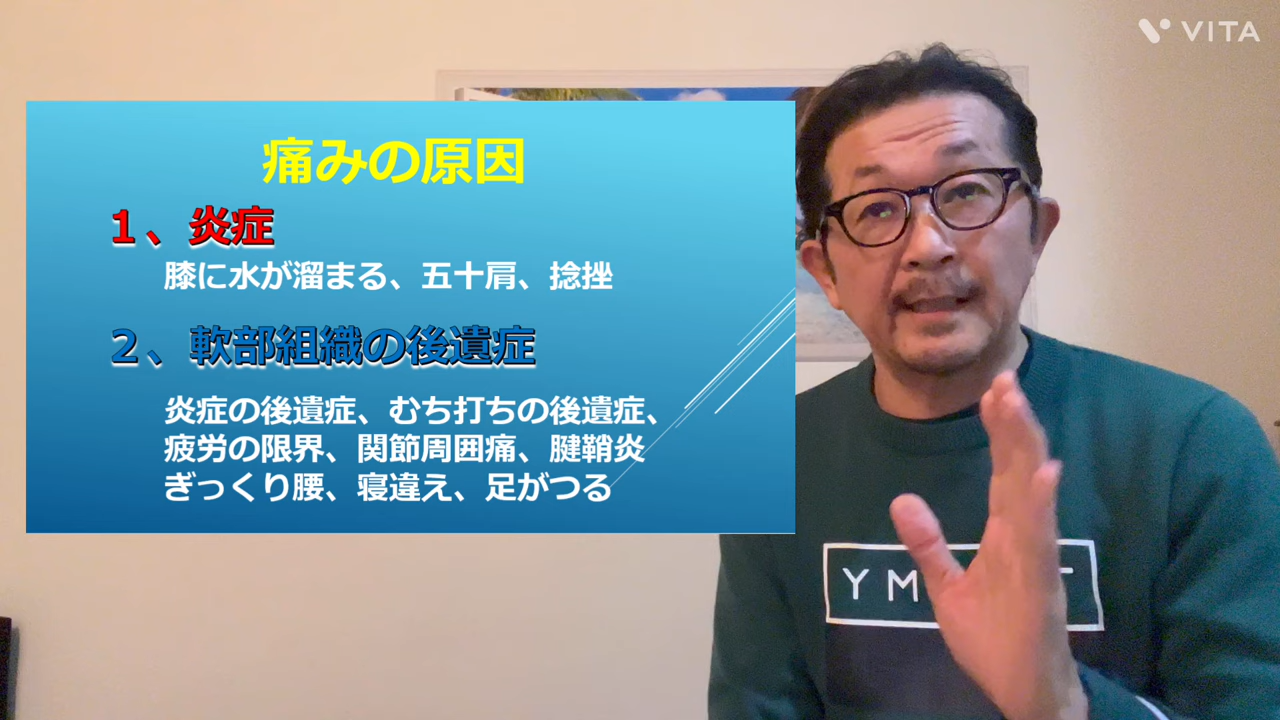 VITA
痛みの原因
1、炎症
膝に水が溜まる、五十肩、捻挫
2、軟部組織の後遺症
炎症の後遺症、むち打ちの後遺症、
疲労の限界、関節周囲痛、腱鞘炎
ぎっくり腰、寝違え、足がつる